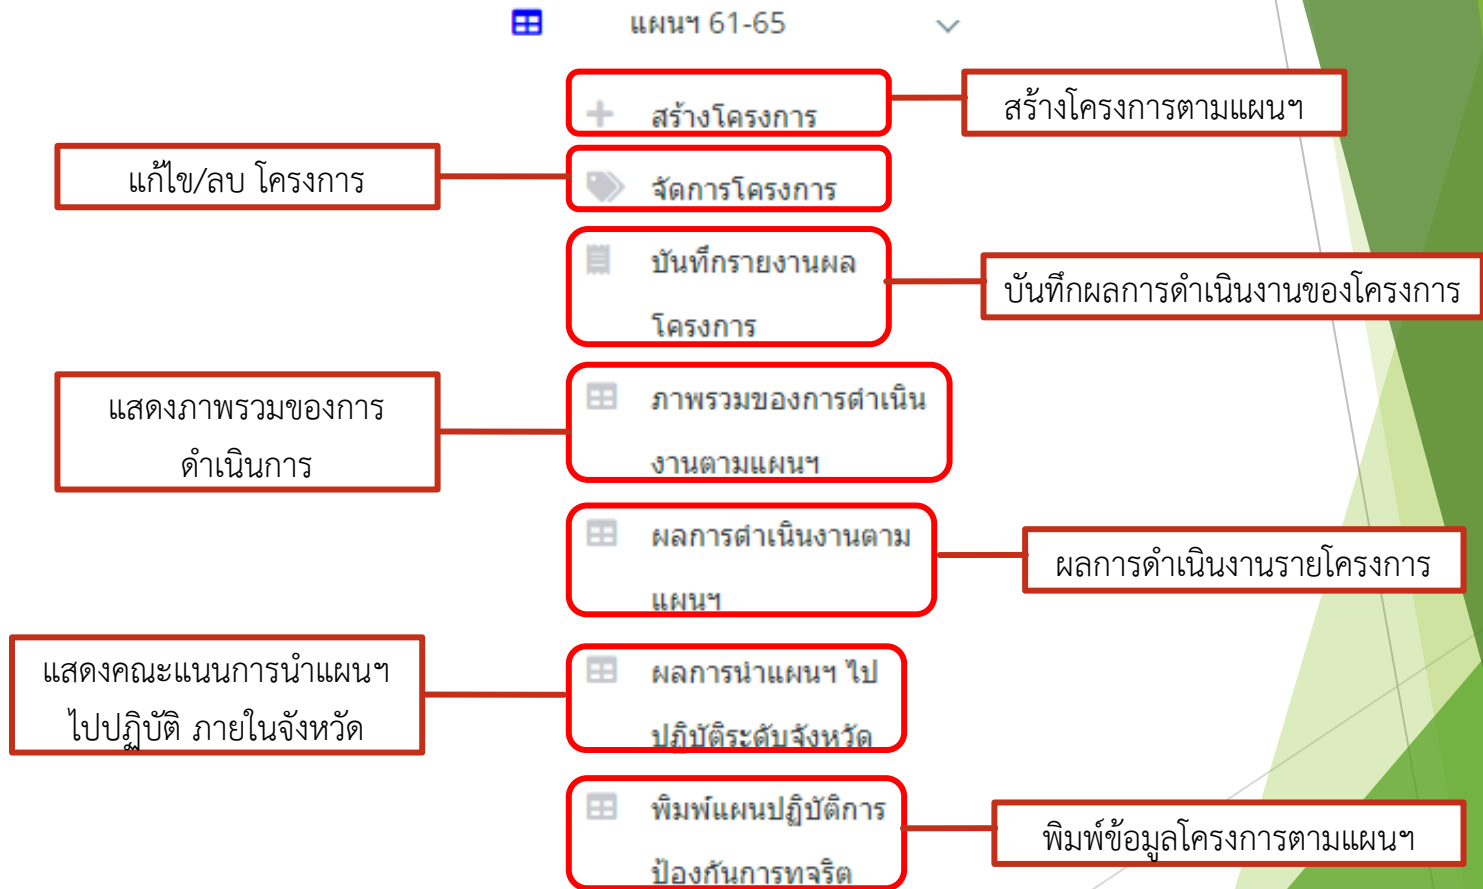 แผนฯ 61-65
สร้างโครงการ
สร้างโครงการตามแผนฯ
แก้ไข/ลบ โครงการ
จัดการโครงการ
บันทึกรายงานผล
โครงการ
บันทึกผลการดำเนินงานของโครงการ
แสดงภาพรวมของการ
ดำเนินการ
ภาพรวมของการดำเนิน
งานตามแผนฯ
ผลการดำเนินงานตาม
แผนฯ
ผลการดำเนินงานรายโครงการ
แสดงคณะแนนการนำแผนฯ
ไปปฏิบัติ ภายในจังหวัด
ผลการนำแผนฯ ไป
ปฏิบัติระดับจังหวัด
พิมพ์แผนปฏิบัติการ
ป้องกันการทุจริต
พิมพ์ข้อมูลโครงการตามแผนฯ